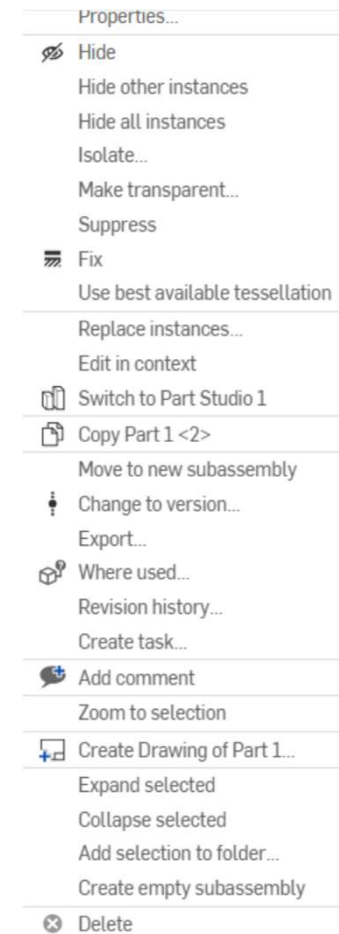 Properties...
Hide
Hide other instances
Hide all instances
Isolate...
Make transparent...
Suppress
Fix
Use best available tessellation
Replace instances...
Edit in context
Switch to Part Studio 1
Copy Part 1 <2>
Move to new subassembly
Change to version...
Export...
Where used...
Revision history...
Create task...
Add comment
Zoom to selection
Create Drawing of Part 1...
Expand selected
Collapse selected
Add selection to folder...
Create empty subassembly
Delete